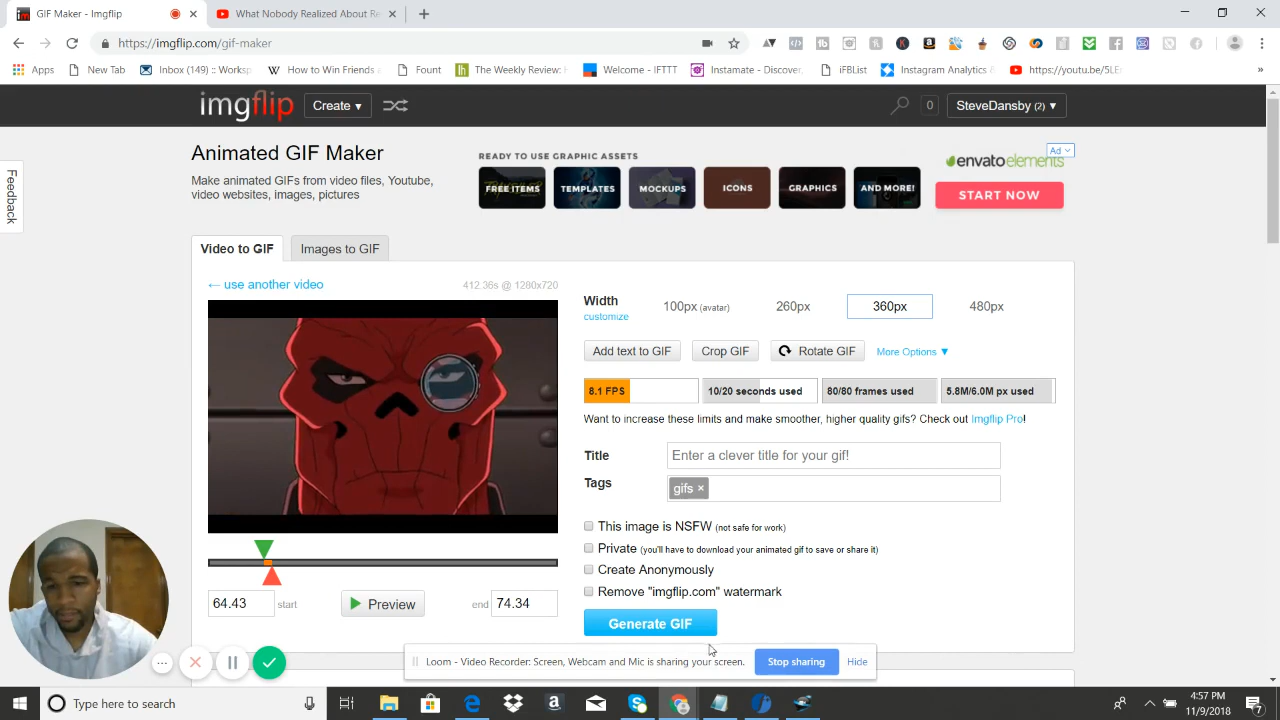 GIF Maker - Imgflip
What Nobody Realized About Re
https://imgflip.com/gif-maker
Apps
New Tab
Inbox (149) :: Worksp
How to Win Friends a
Fount
The Weekly Review:
Welcome - IFTTT
Instamate - Discover,
iFBList
Instagram Analytics &
https://youtu.be/5LEr
imgflip
Create ▼
0
SteveDansby (2) ▼
Feedback
Animated GIF Maker
Make animated GIFs from video files, Youtube,
video websites, images, pictures
READY TO USE GRAPHIC ASSETS
FREE ITEMS
TEMPLATES
MOCKUPS
ICONS
GRAPHICS
AND MORE!
Ad
envatoelements
START NOW
Video to GIF
Images to GIF
← use another video
412.36s @ 1280x720
Width
customize
100px (avatar)
260px
360px
480px
Add text to GIF
Crop GIF
Rotate GIF
More Options ▼
8.1 FPS
10/20 seconds used
80/80 frames used
5.8M/6.0M px used
Want to increase these limits and make smoother, higher quality gifs? Check out Imgflip Pro!
Title
Enter a clever title for your gif!
Tags
gifs ×
This image is NSFW (not safe for work)
Private (you'll have to download your animated gif to save or share it)
Create Anonymously
Remove "imgflip.com" watermark
64.43
start
Preview
end
74.34
Generate GIF
Loom - Video Recorder: Screen, Webcam and Mic is sharing your screen.
Stop sharing
Hide
Type here to search
4:57 PM
11/9/2018
7